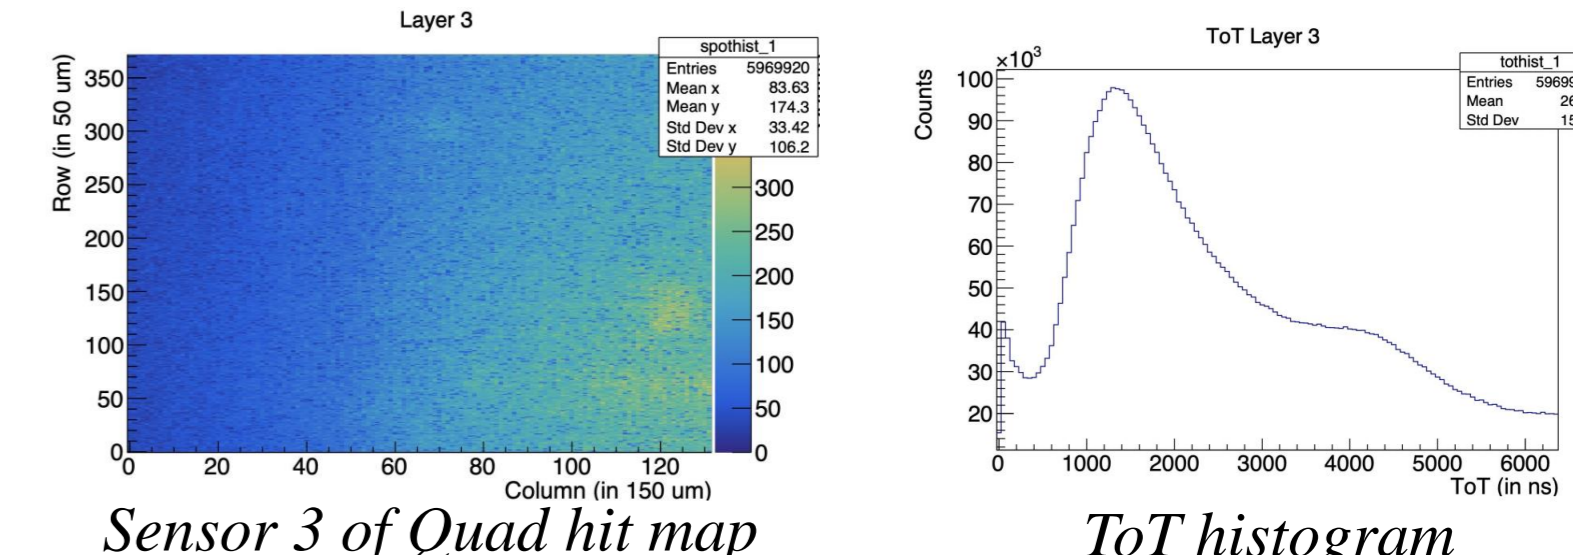 Layer 3
spothist_1
Entries 5969920
Mean x 83.63
Mean y 174.3
Std Dev x 33.42
Std Dev y 106.2
Row (in 50 um)
350
300
250
200
150
100
50
0
0 20 40 60 80 100 120
Column (in 150 um)
300
250
200
150
100
50
0
Sensor 3 of Quad hit map
ToT Layer 3
×10³
tothist_1
Entries 59699
Mean 26
Std Dev 15
Counts
100
90
80
70
60
50
40
30
20
0 1000 2000 3000 4000 5000 6000
ToT (in ns)
ToT histogram